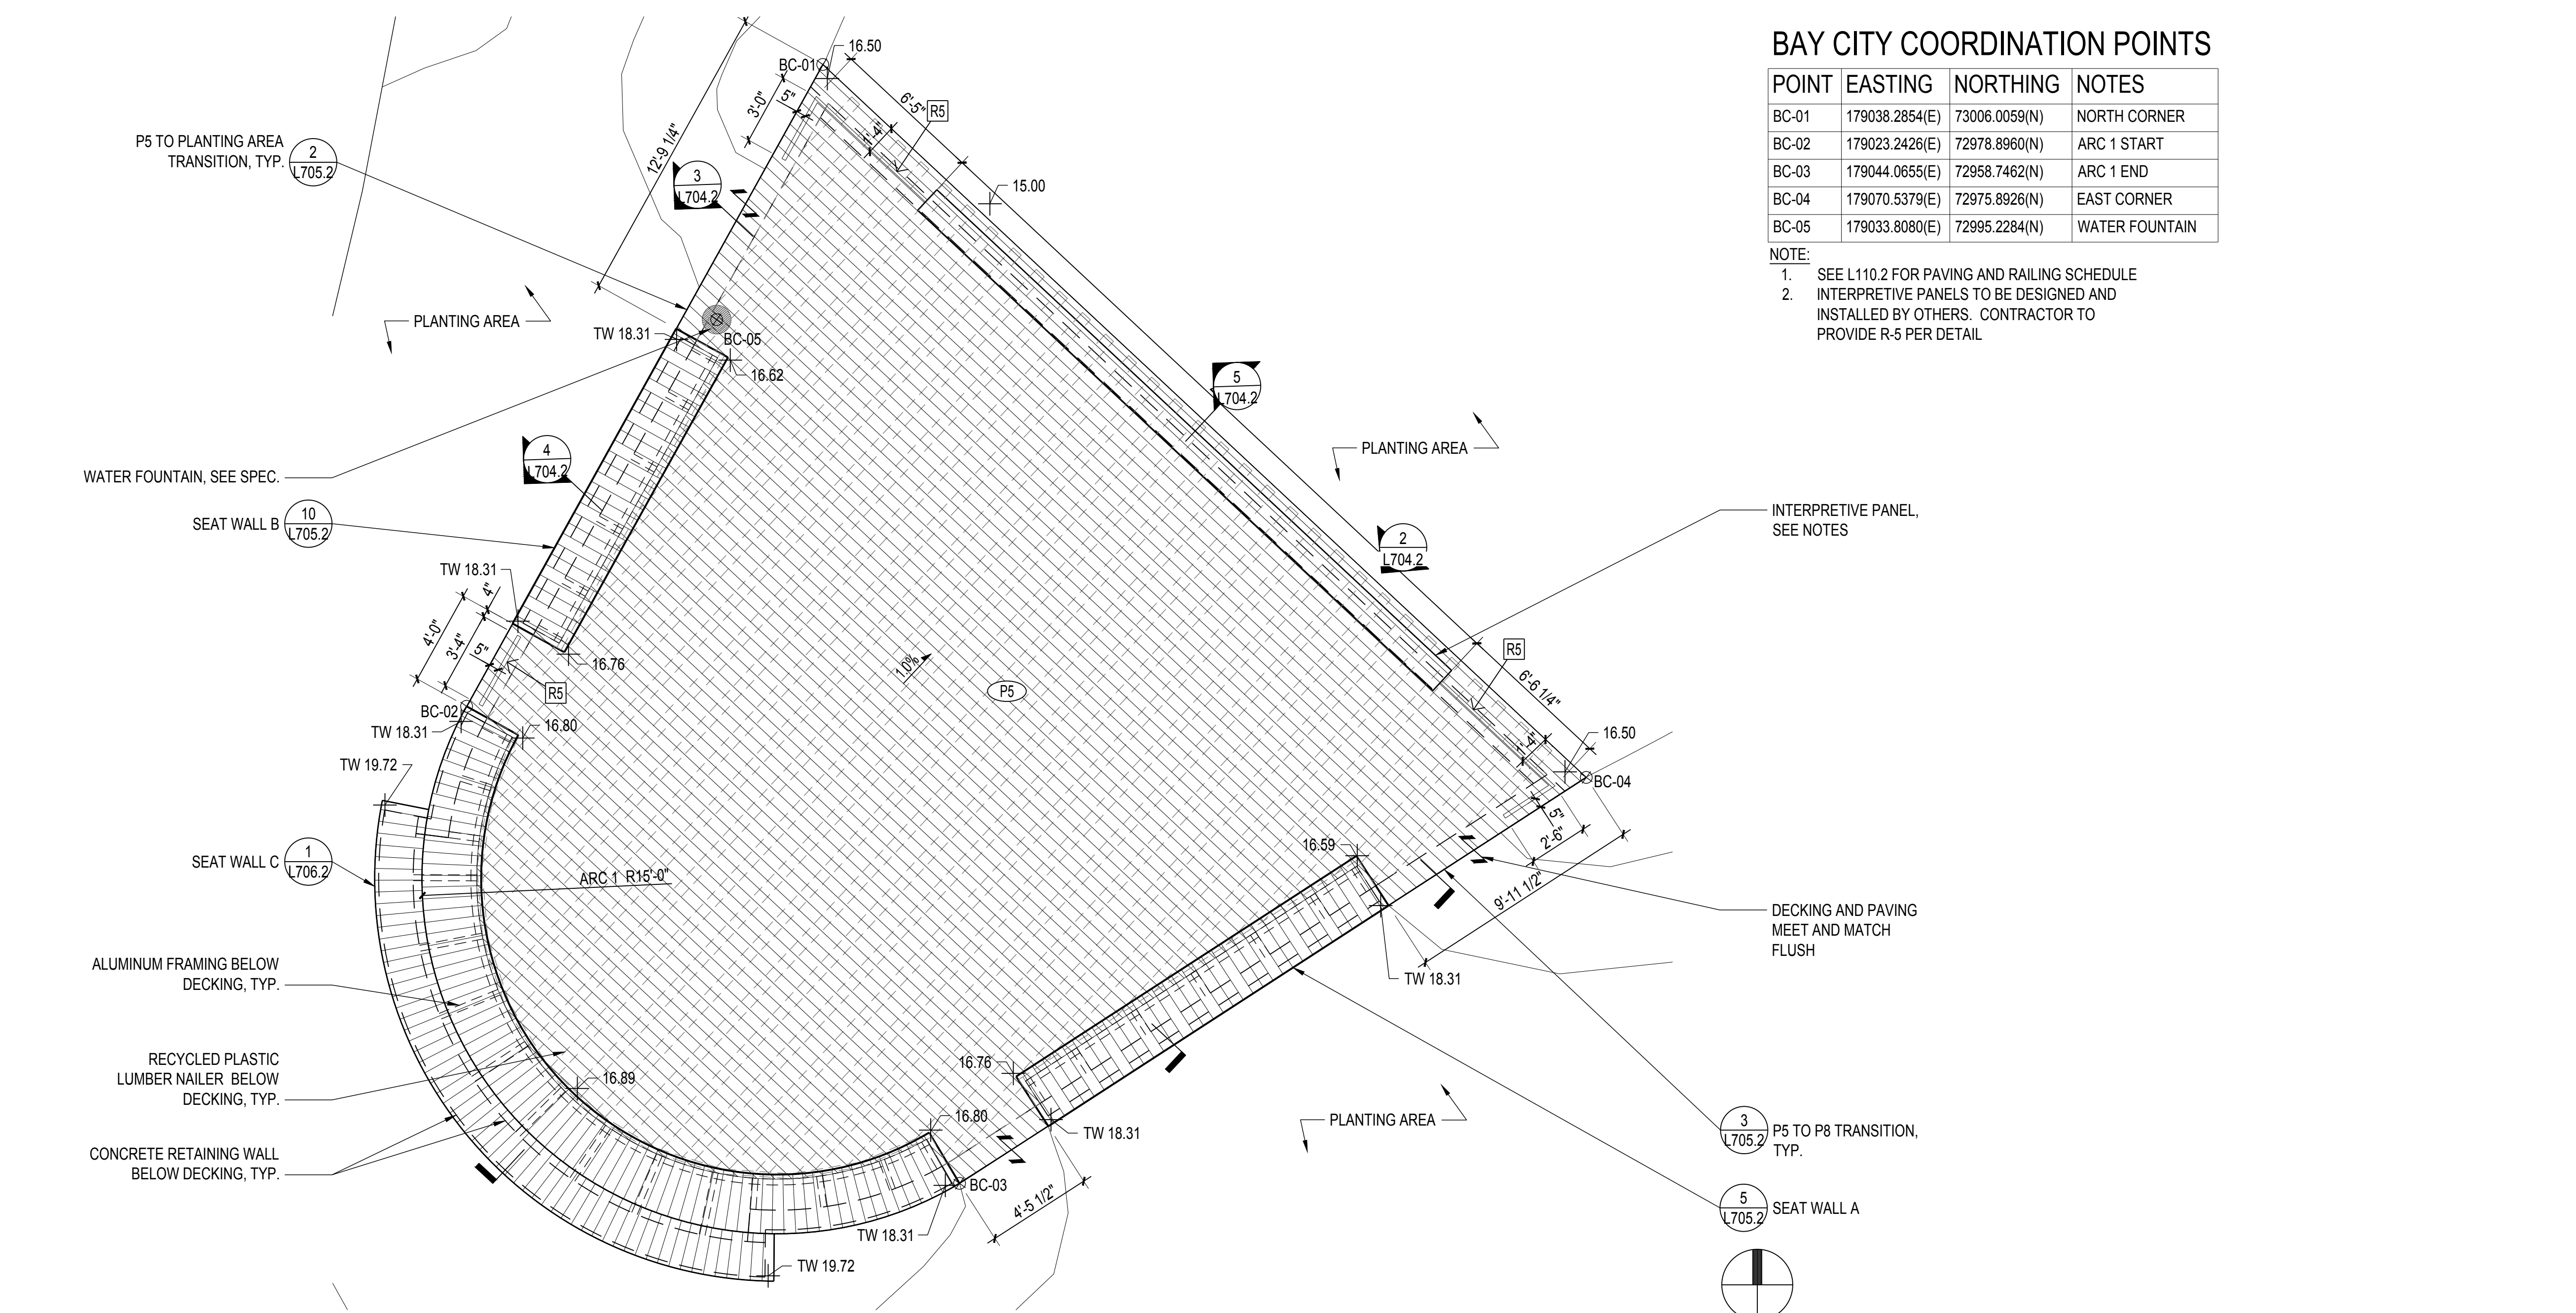 BAY CITY COORDINATION POINTS
POINT EASTING NORTHING NOTES
BC-01 179038.2854(E) 73006.0059(N) NORTH CORNER
BC-02 179023.2426(E) 72978.8960(N) ARC 1 START
BC-03 179044.0655(E) 72958.7462(N) ARC 1 END
BC-04 179070.5379(E) 72975.8926(N) EAST CORNER
BC-05 179033.8080(E) 72995.2284(N) WATER FOUNTAIN
NOTE:
1. SEE L110.2 FOR PAVING AND RAILING SCHEDULE
2. INTERPRETIVE PANELS TO BE DESIGNED AND
INSTALLED BY OTHERS. CONTRACTOR TO
PROVIDE R-5 PER DETAIL
16.50
BC-01
3'-0"
5"
6'-5"
R5
1'-4"
12'-9 1/4"
P5 TO PLANTING AREA
TRANSITION, TYP.
2
L705.2
3
L704.2
15.00
PLANTING AREA
TW 18.31
BC-05
16.62
5
L704.2
4
L704.2
PLANTING AREA
WATER FOUNTAIN, SEE SPEC.
SEAT WALL B
10
L705.2
2
L704.2
INTERPRETIVE PANEL,
SEE NOTES
TW 18.31
4"
4'-0"
3'-4"
5"
16.76
R5
1.0%
P5
R5
6'-6 1/4"
BC-02
TW 18.31
16.80
16.50
1'-4"
BC-04
TW 19.72
5"
2'-6"
16.59
9'-11 1/2"
SEAT WALL C
1
L706.2
ARC 1 R15'-0"
DECKING AND PAVING
MEET AND MATCH
FLUSH
ALUMINUM FRAMING BELOW
DECKING, TYP.
TW 18.31
RECYCLED PLASTIC
LUMBER NAILER BELOW
DECKING, TYP.
16.76
16.89
16.80
PLANTING AREA
TW 18.31
3
L705.2
P5 TO P8 TRANSITION,
TYP.
CONCRETE RETAINING WALL
BELOW DECKING, TYP.
BC-03
4'-5 1/2"
5
L705.2
SEAT WALL A
TW 18.31
TW 19.72